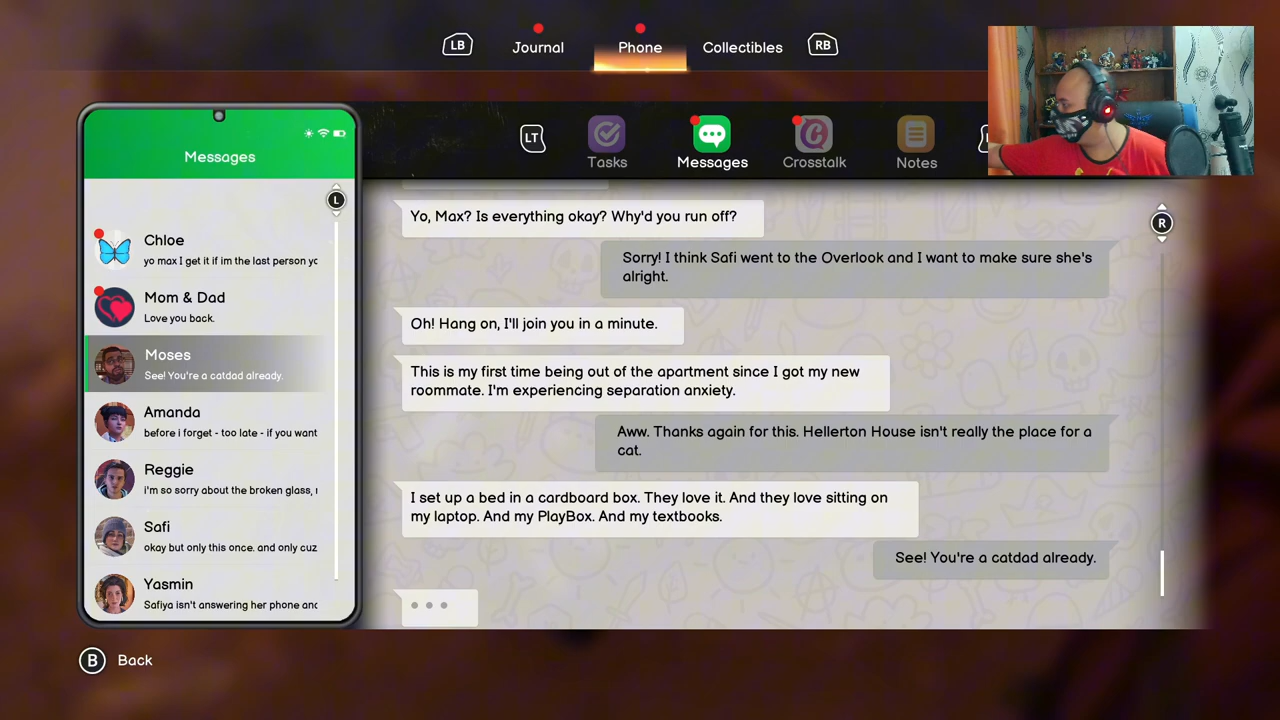 LB
Journal
Phone
Collectibles
RB
Messages
LT
Tasks
Messages
Crosstalk
Notes
L
R
Chloe
yo max I get it if im the last person yo
Mom & Dad
Love you back.
Moses
See! You're a catdad already.
Amanda
before i forget - too late - if you want
Reggie
i'm so sorry about the broken glass,
Safi
okay but only this once. and only cuz
Yasmin
Safiya isn't answering her phone and
Yo, Max? Is everything okay? Why'd you run off?
Sorry! I think Safi went to the Overlook and I want to make sure she's
alright.
Oh! Hang on, I'll join you in a minute.
This is my first time being out of the apartment since I got my new
roommate. I'm experiencing separation anxiety.
Aww. Thanks again for this. Hellerton House isn't really the place for a
cat.
I set up a bed in a cardboard box. They love it. And they love sitting on
my laptop. And my PlayBox. And my textbooks.
See! You're a catdad already.
B Back